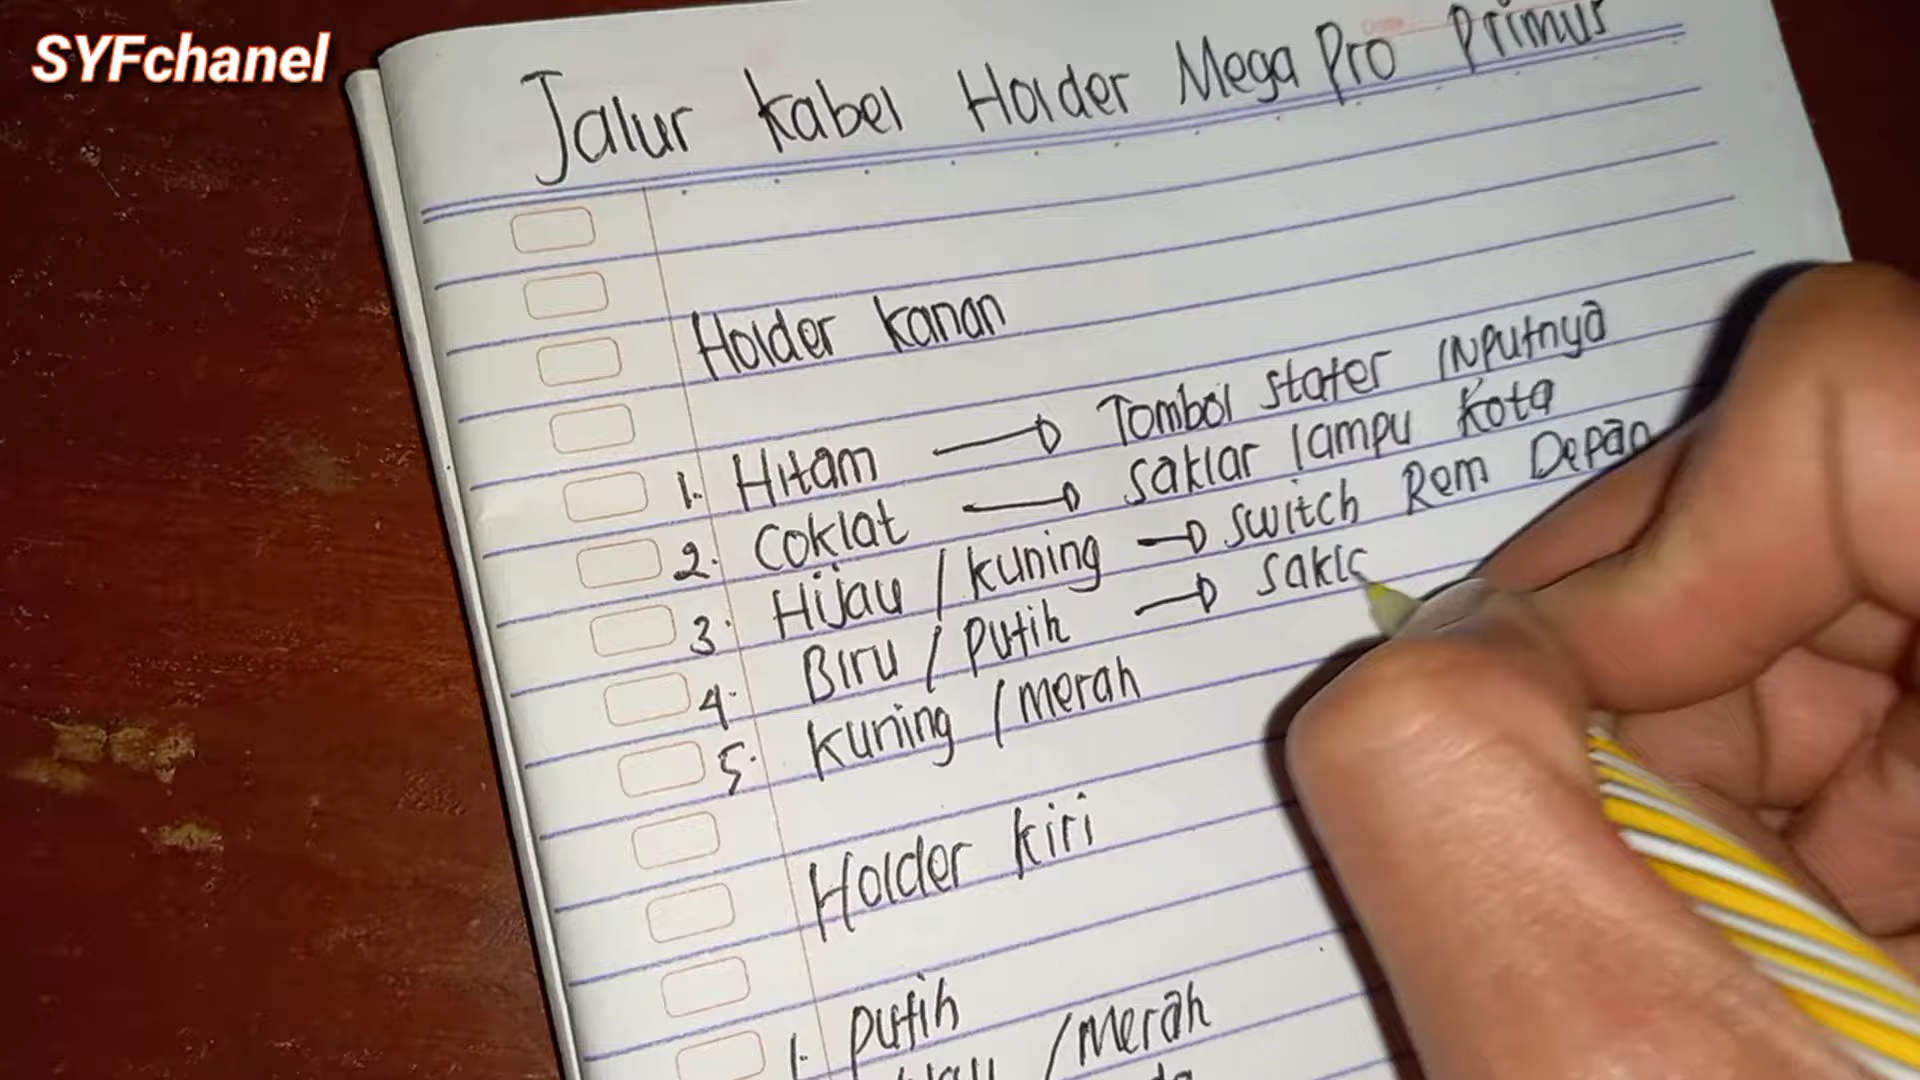 SYFchanel
Jalur Kabel Holder Mega Pro Primus
Holder Kanan
1. Hitam → Tombol stater inputnya
2. Coklat → saklar lampu Kota
3. Hijau / kuning → switch Rem Depan
4. Biru / Putih → sakla
5. kuning / merah
Holder kiri
1. putih
/ Merah